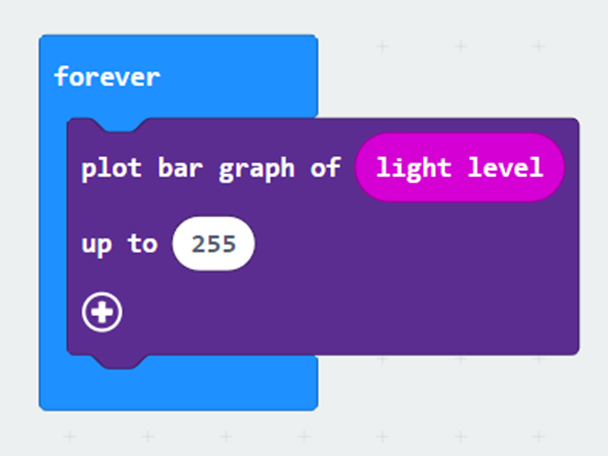 forever
plot bar graph of light level
up to 255